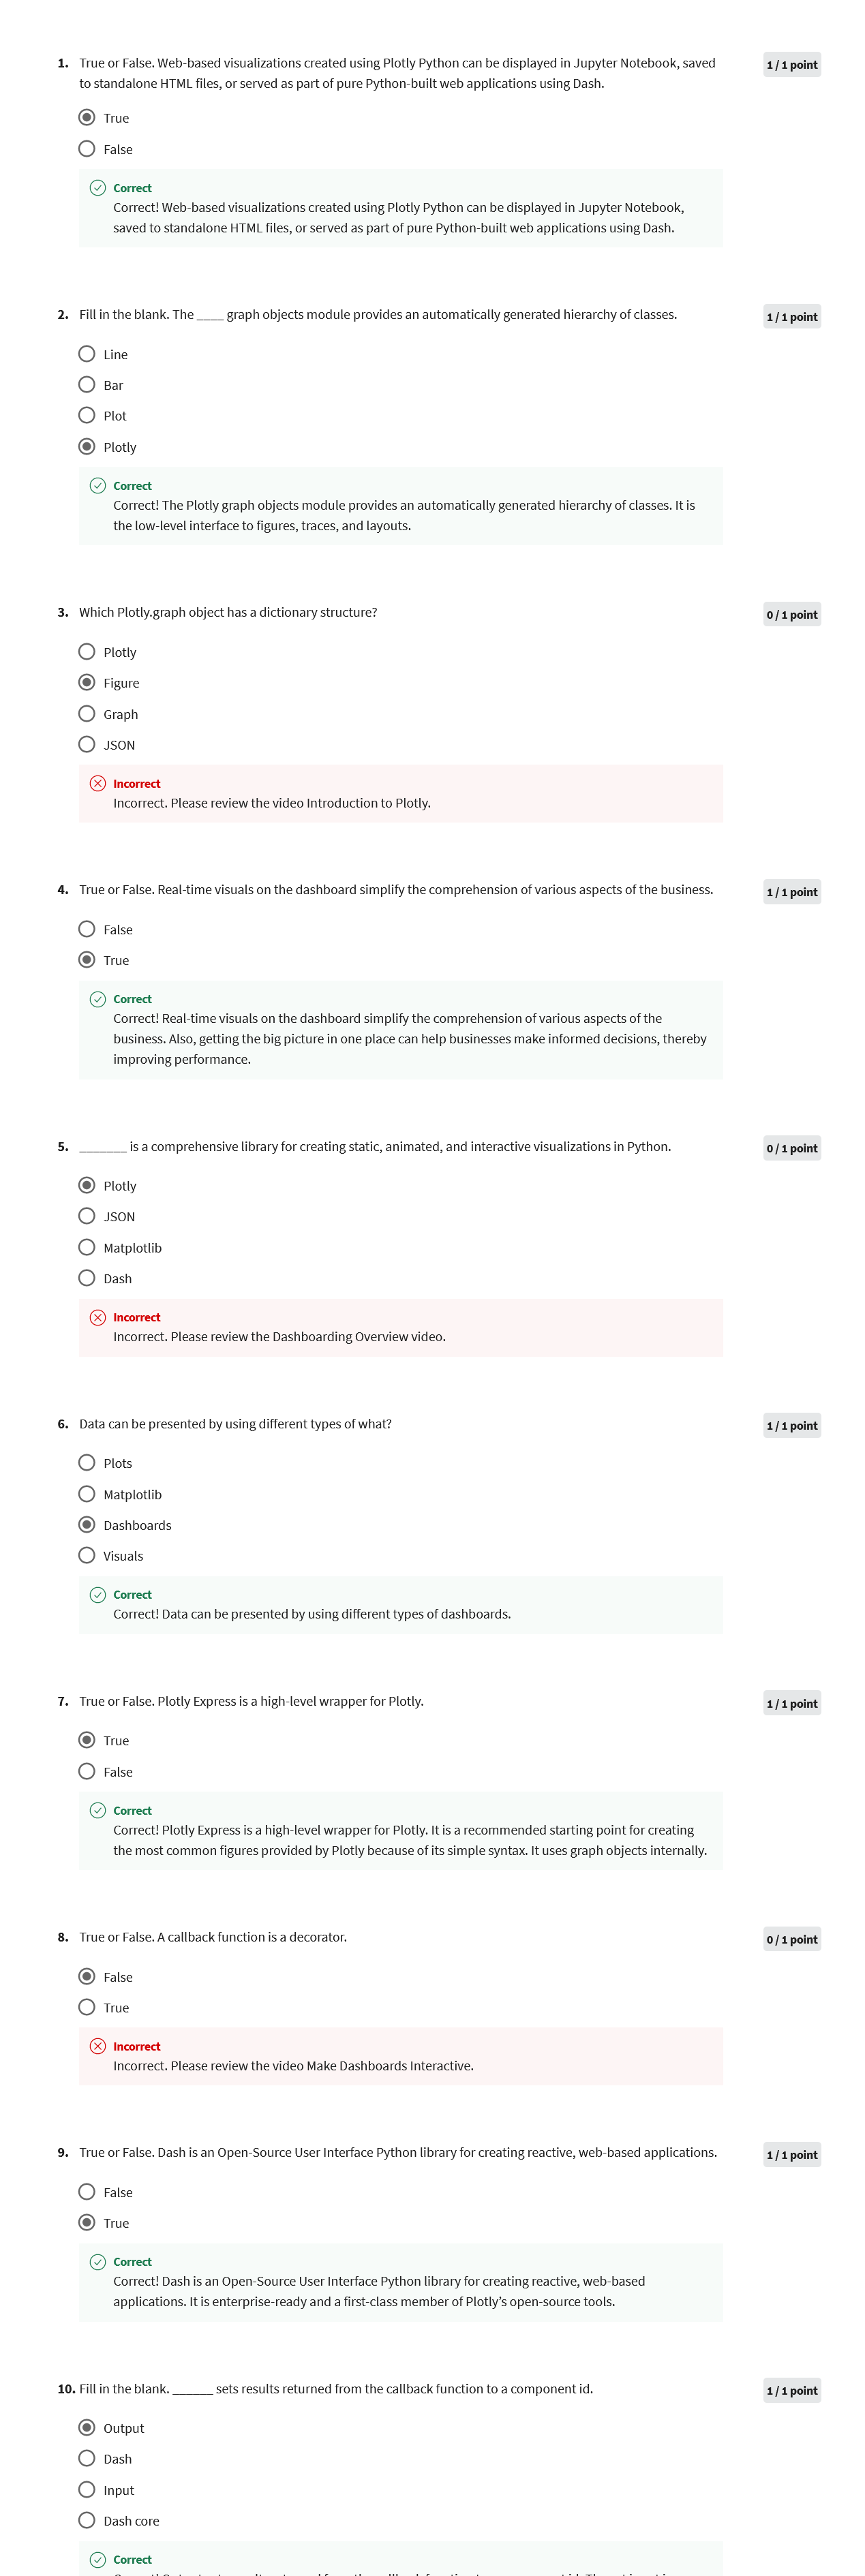 1. True or False. Web-based visualizations created using Plotly Python can be displayed in Jupyter Notebook, saved
to standalone HTML files, or served as part of pure Python-built web applications using Dash.
1 / 1 point
True
False
Correct
Correct! Web-based visualizations created using Plotly Python can be displayed in Jupyter Notebook,
saved to standalone HTML files, or served as part of pure Python-built web applications using Dash.
2. Fill in the blank. The ____ graph objects module provides an automatically generated hierarchy of classes.
1 / 1 point
Line
Bar
Plot
Plotly
Correct
Correct! The Plotly graph objects module provides an automatically generated hierarchy of classes. It is
the low-level interface to figures, traces, and layouts.
3. Which Plotly.graph object has a dictionary structure?
0 / 1 point
Plotly
Figure
Graph
JSON
Incorrect
Incorrect. Please review the video Introduction to Plotly.
4. True or False. Real-time visuals on the dashboard simplify the comprehension of various aspects of the business.
1 / 1 point
False
True
Correct
Correct! Real-time visuals on the dashboard simplify the comprehension of various aspects of the
business. Also, getting the big picture in one place can help businesses make informed decisions, thereby
improving performance.
5. _______ is a comprehensive library for creating static, animated, and interactive visualizations in Python.
0 / 1 point
Plotly
JSON
Matplotlib
Dash
Incorrect
Incorrect. Please review the Dashboarding Overview video.
6. Data can be presented by using different types of what?
1 / 1 point
Plots
Matplotlib
Dashboards
Visuals
Correct
Correct! Data can be presented by using different types of dashboards.
7. True or False. Plotly Express is a high-level wrapper for Plotly.
1 / 1 point
True
False
Correct
Correct! Plotly Express is a high-level wrapper for Plotly. It is a recommended starting point for creating
the most common figures provided by Plotly because of its simple syntax. It uses graph objects internally.
8. True or False. A callback function is a decorator.
0 / 1 point
False
True
Incorrect
Incorrect. Please review the video Make Dashboards Interactive.
9. True or False. Dash is an Open-Source User Interface Python library for creating reactive, web-based applications.
1 / 1 point
False
True
Correct
Correct! Dash is an Open-Source User Interface Python library for creating reactive, web-based
applications. It is enterprise-ready and a first-class member of Plotly’s open-source tools.
10. Fill in the blank. ______ sets results returned from the callback function to a component id.
1 / 1 point
Output
Dash
Input
Dash core
Correct